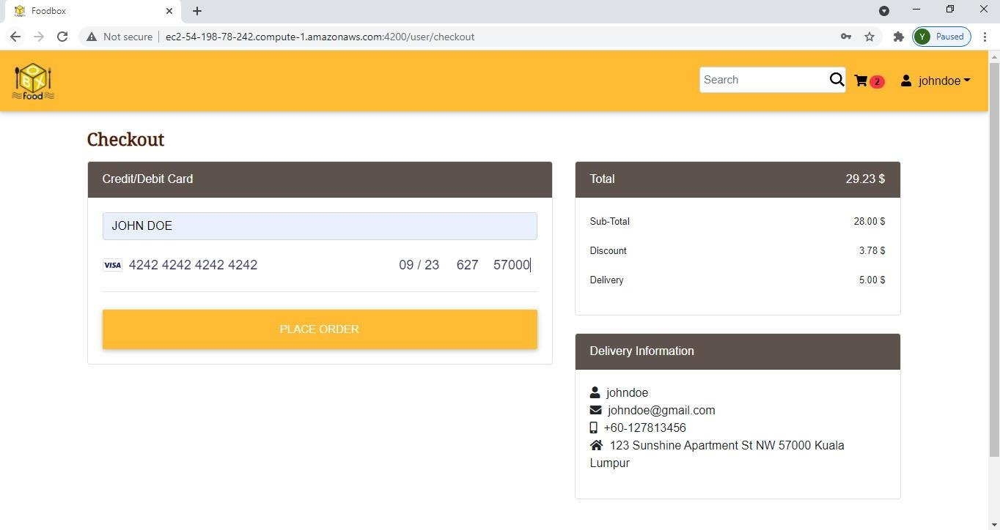 Foodbox
Not secure
ec2-54-198-78-242.compute-1.amazonaws.com:4200/user/checkout
Y
Paused
BOX
food
Search
2
johndoe
Checkout
Credit/Debit Card
JOHN DOE
VISA 4242 4242 4242 4242 09 / 23 627 57000
PLACE ORDER
Total 29.23 $
Sub-Total 28.00 $
Discount 3.78 $
Delivery 5.00 $
Delivery Information
johndoe
johndoe@gmail.com
+60-127813456
123 Sunshine Apartment St NW 57000 Kuala
Lumpur